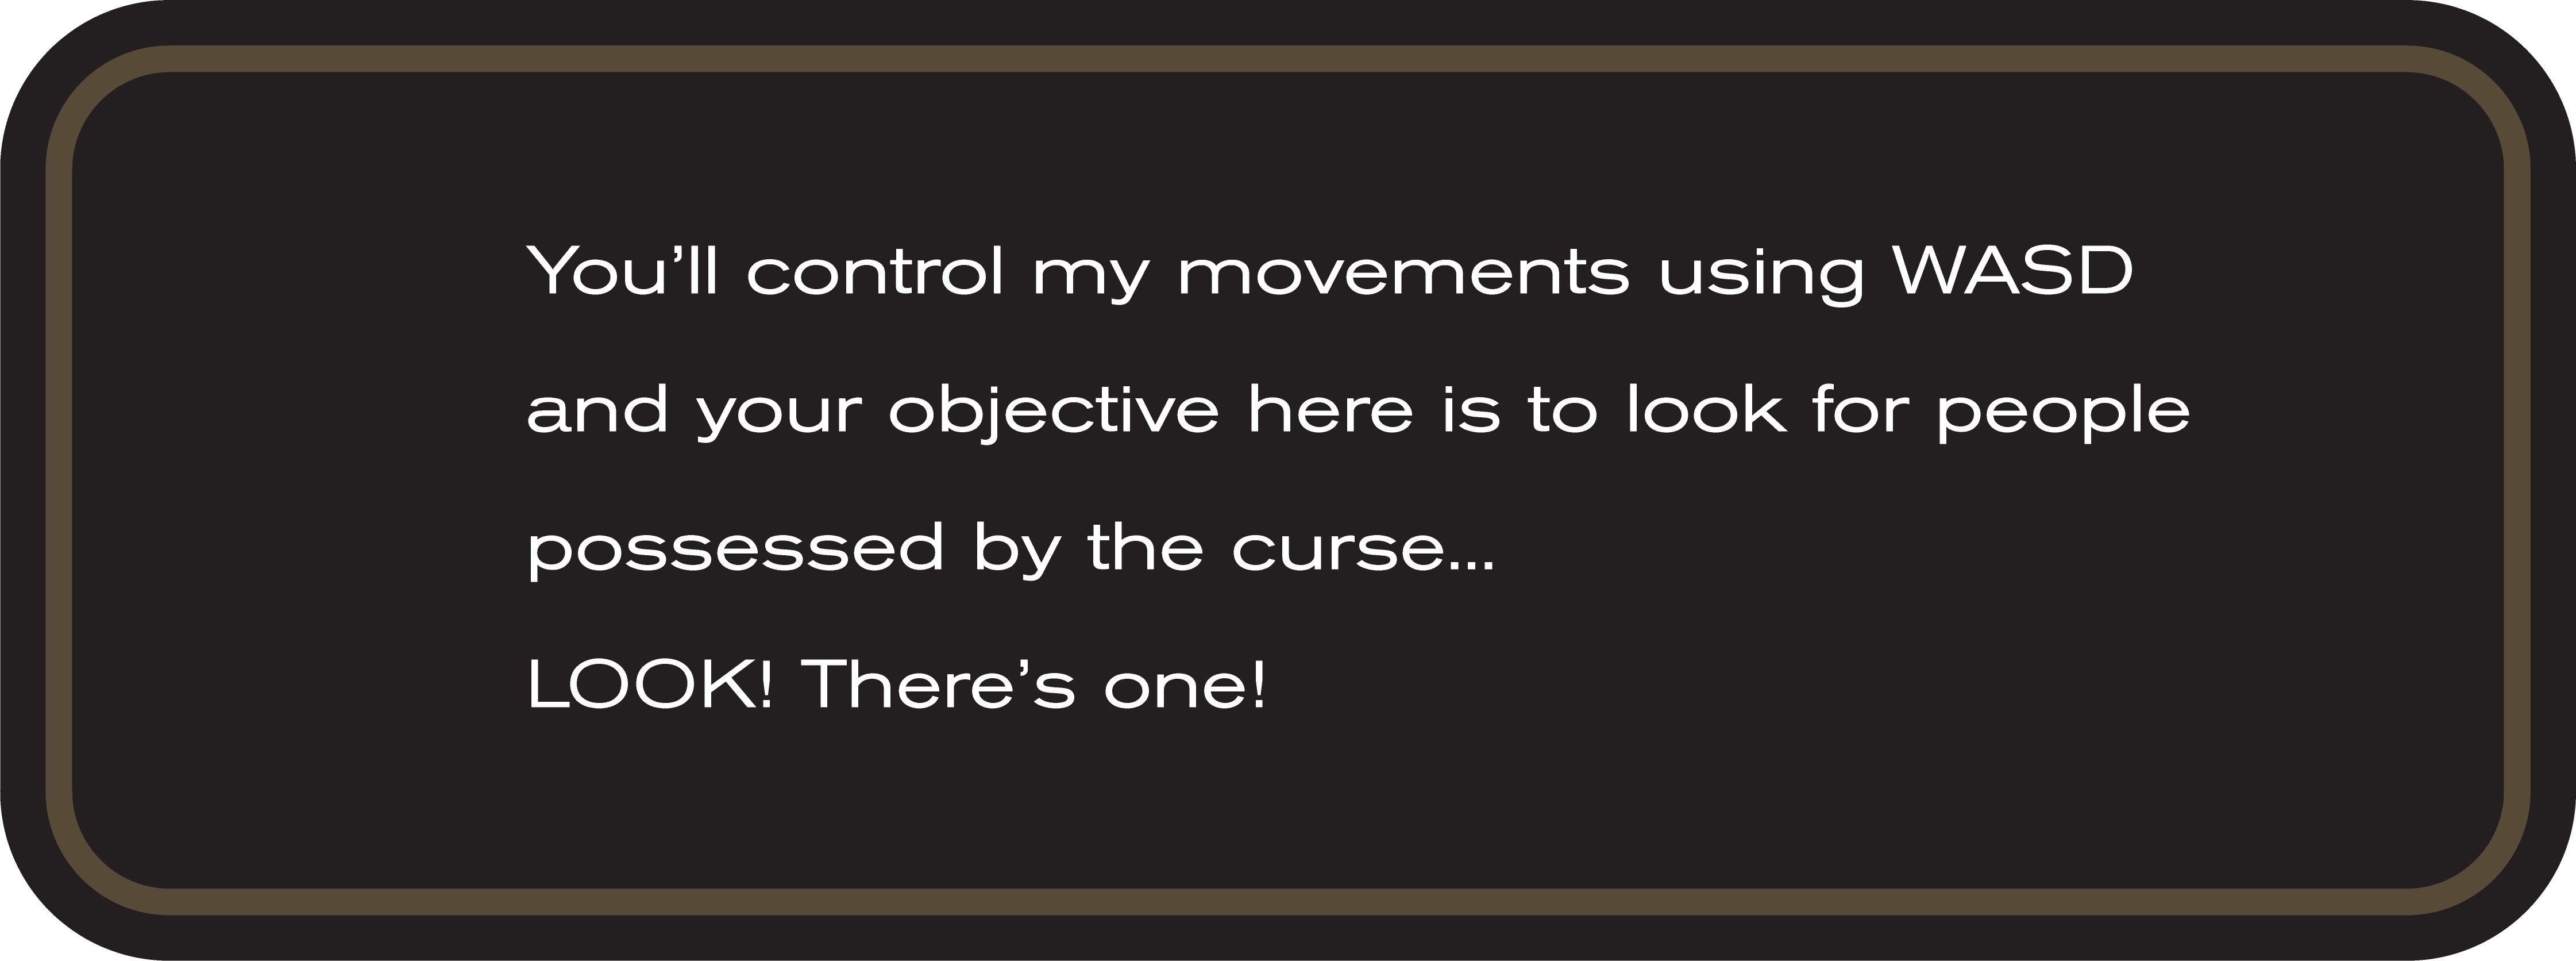 You’ll control my movements using WASD
and your objective here is to look for people
possessed by the curse...
LOOK! There’s one!